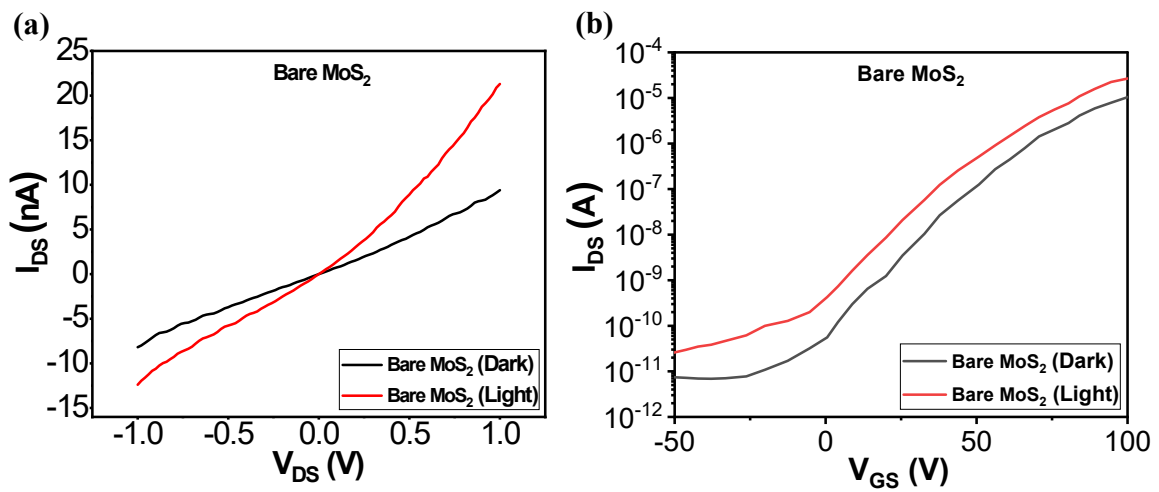 (a)
Bare MoS₂
I_DS (nA)
25
20
15
10
5
0
-5
-10
-15
Bare MoS₂ (Dark)
Bare MoS₂ (Light)
-1.0 -0.5 0.0 0.5 1.0
V_DS (V)
(b)
Bare MoS₂
I_DS (A)
10⁻⁴
10⁻⁵
10⁻⁶
10⁻⁷
10⁻⁸
10⁻⁹
10⁻¹⁰
10⁻¹¹
10⁻¹²
Bare MoS₂ (Dark)
Bare MoS₂ (Light)
-50 0 50 100
V_GS (V)